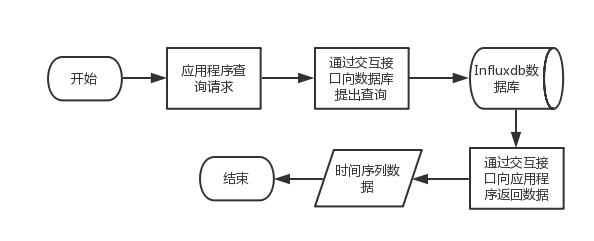 开始
应用程序查
询请求
通过交互接
口向数据库
提出查询
Influxdb数
据库
通过交互接
口向应用程
序返回数据
时间序列数
据
结束